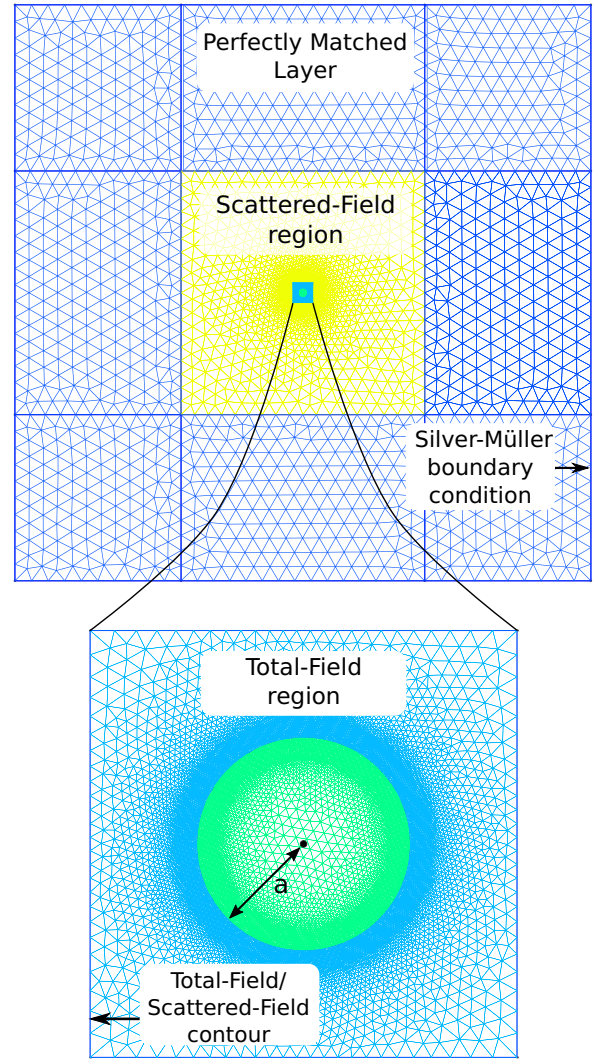 Perfectly Matched
Layer
Scattered-Field
region
Silver-Müller
boundary
condition
Total-Field
region
a
Total-Field/
Scattered-Field
contour